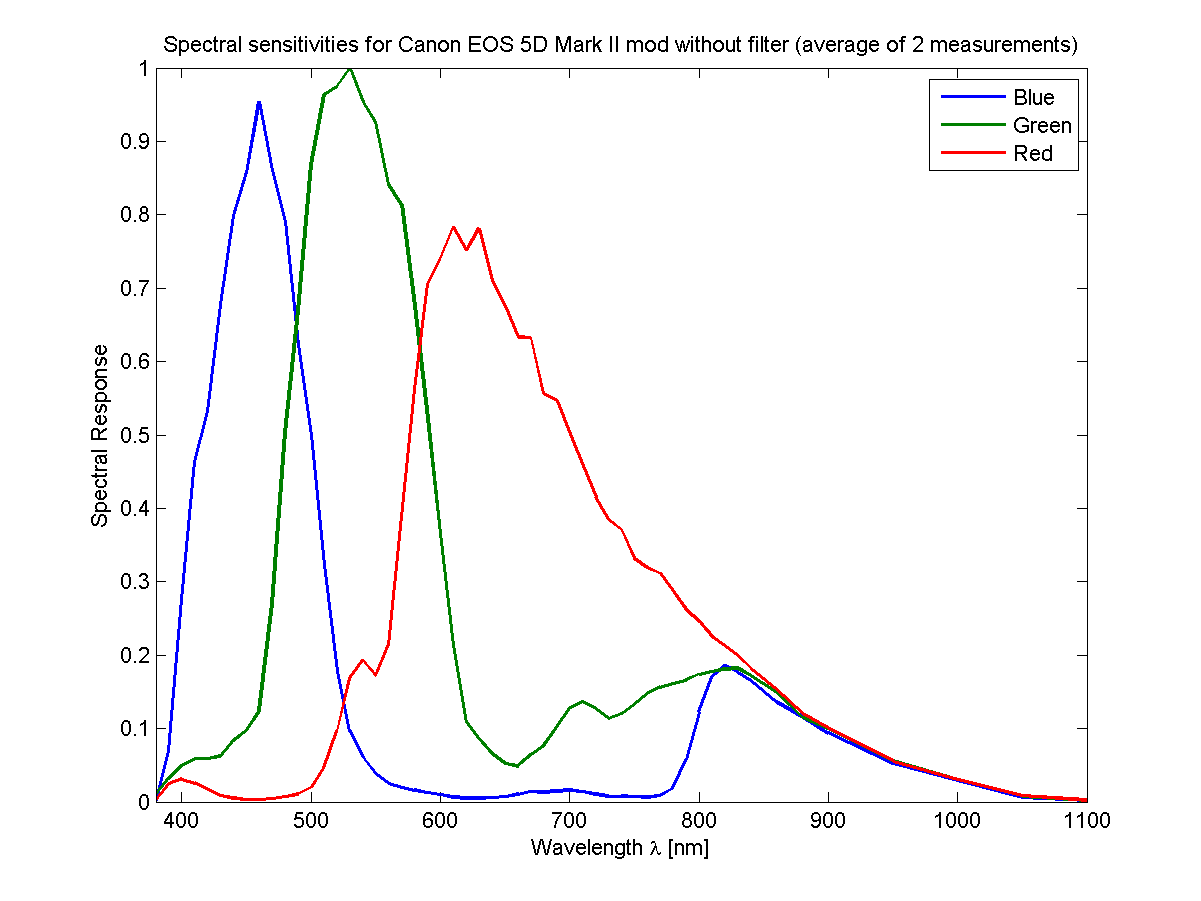 Spectral sensitivities for Canon EOS 5D Mark II mod without filter (average of 2 measurements)
Blue
Green
Red
Spectral Response
1
0.9
0.8
0.7
0.6
0.5
0.4
0.3
0.2
0.1
0
400 500 600 700 800 900 1000 1100
Wavelength λ [nm]